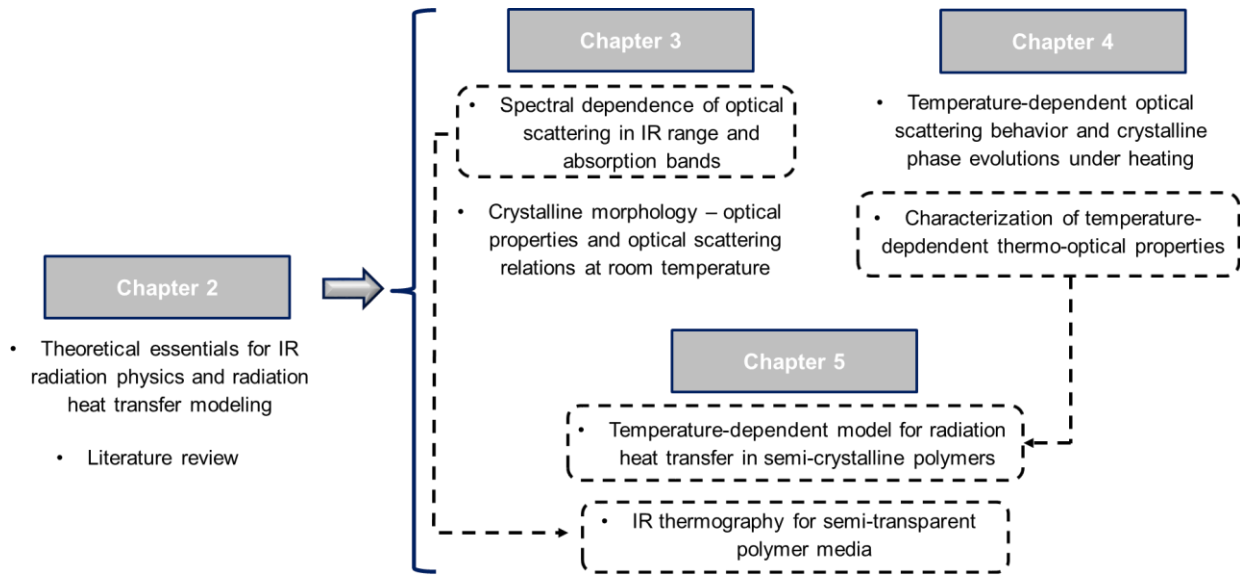 Chapter 2
• Theoretical essentials for IR
radiation physics and radiation
heat transfer modeling
• Literature review
Chapter 3
• Spectral dependence of optical
scattering in IR range and
absorption bands
• Crystalline morphology – optical
properties and optical scattering
relations at room temperature
Chapter 4
• Temperature-dependent optical
scattering behavior and crystalline
phase evolutions under heating
• Characterization of temperature-
depdendent thermo-optical properties
Chapter 5
• Temperature-dependent model for radiation
heat transfer in semi-crystalline polymers
• IR thermography for semi-transparent
polymer media